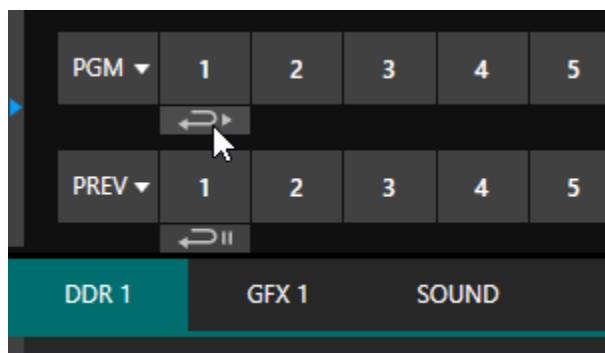 PGM 1 2 3 4 5
PREV 1 2 3 4 5
DDR 1 GFX 1 SOUND